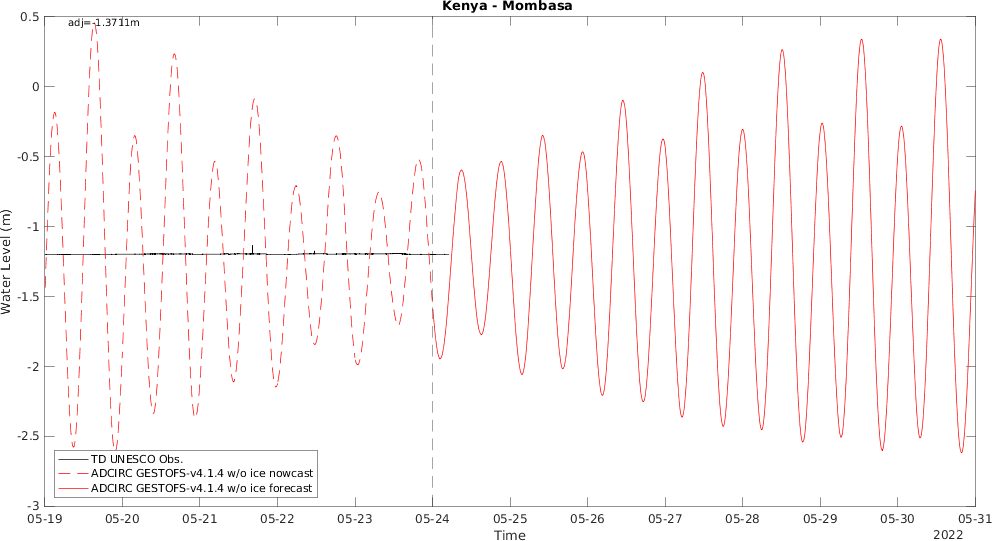 Kenya - Mombasa
adj=-1.3711m
0.5
0
-0.5
-1
-1.5
-2
-2.5
-3
Water Level (m)
TD UNESCO Obs.
ADCIRC GESTOFS-v4.1.4 w/o ice nowcast
ADCIRC GESTOFS-v4.1.4 w/o ice forecast
05-19 05-20 05-21 05-22 05-23 05-24 05-25 05-26 05-27 05-28 05-29 05-30 05-31
Time
2022